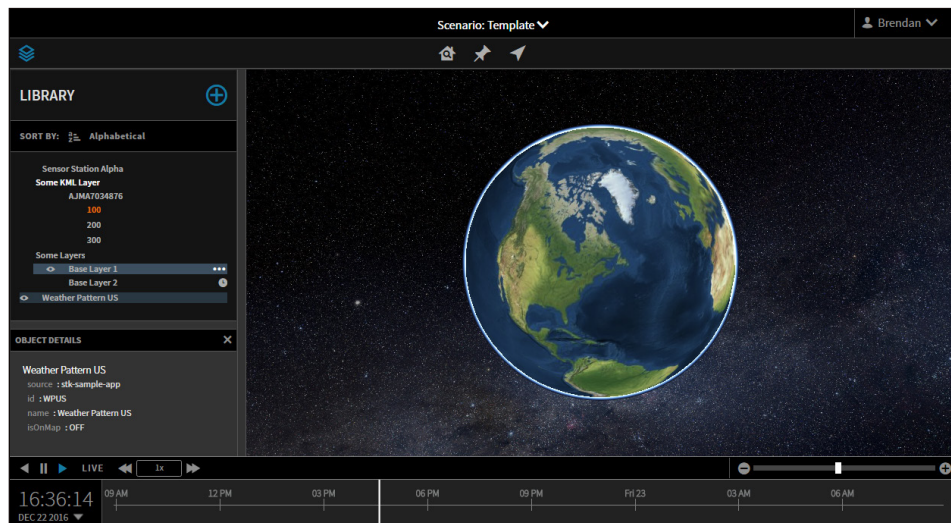 Scenario: Template
Brendan
LIBRARY
SORT BY: Alphabetical
Sensor Station Alpha
Some KML Layer
AJMA7034876
100
200
300
Some Layers
Base Layer 1
Base Layer 2
Weather Pattern US
OBJECT DETAILS
Weather Pattern US
source : stk-sample-app
id : WPUS
name : Weather Pattern US
isOnMap : OFF
LIVE 1x
16:36:14
DEC 22 2016
09 AM 12 PM 03 PM 06 PM 09 PM Fri 23 03 AM 06 AM